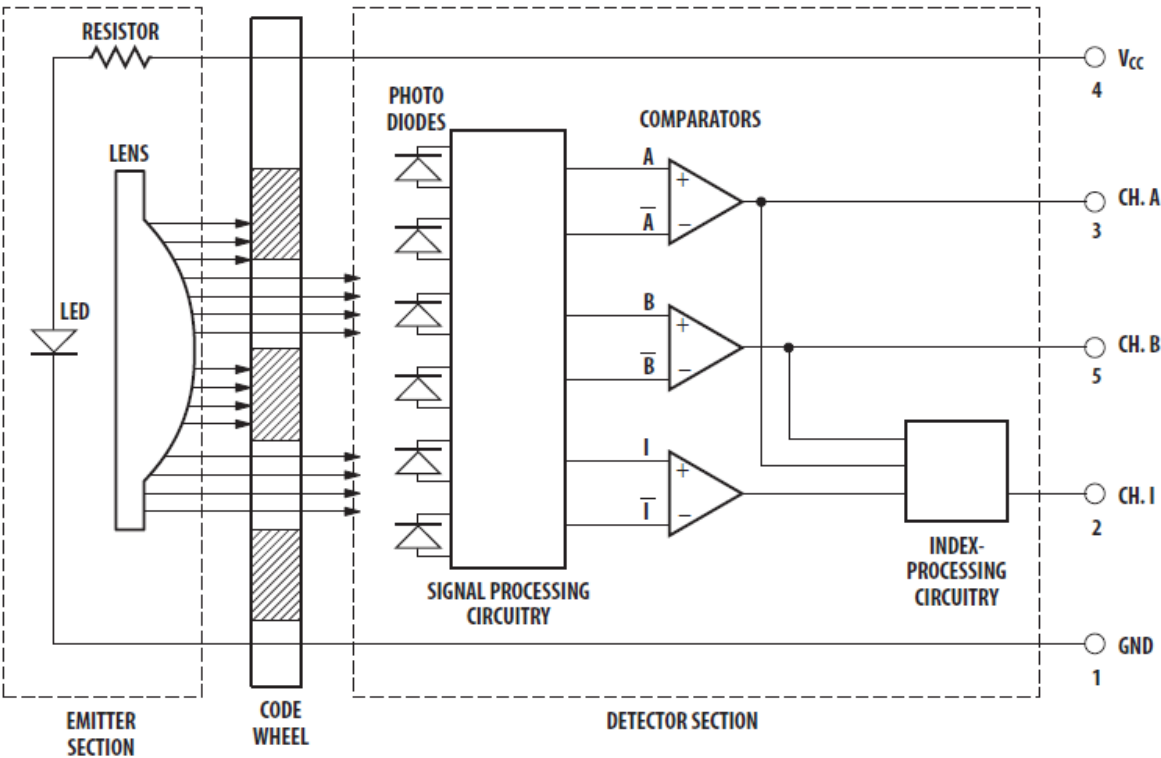 RESISTOR
LENS
LED
EMITTER
SECTION
CODE
WHEEL
PHOTO
DIODES
SIGNAL PROCESSING
CIRCUITRY
COMPARATORS
A
+
A̅
−
B
+
B̅
−
I
+
I̅
−
INDEX-
PROCESSING
CIRCUITRY
DETECTOR SECTION
VCC
4
CH. A
3
CH. B
5
CH. I
2
GND
1